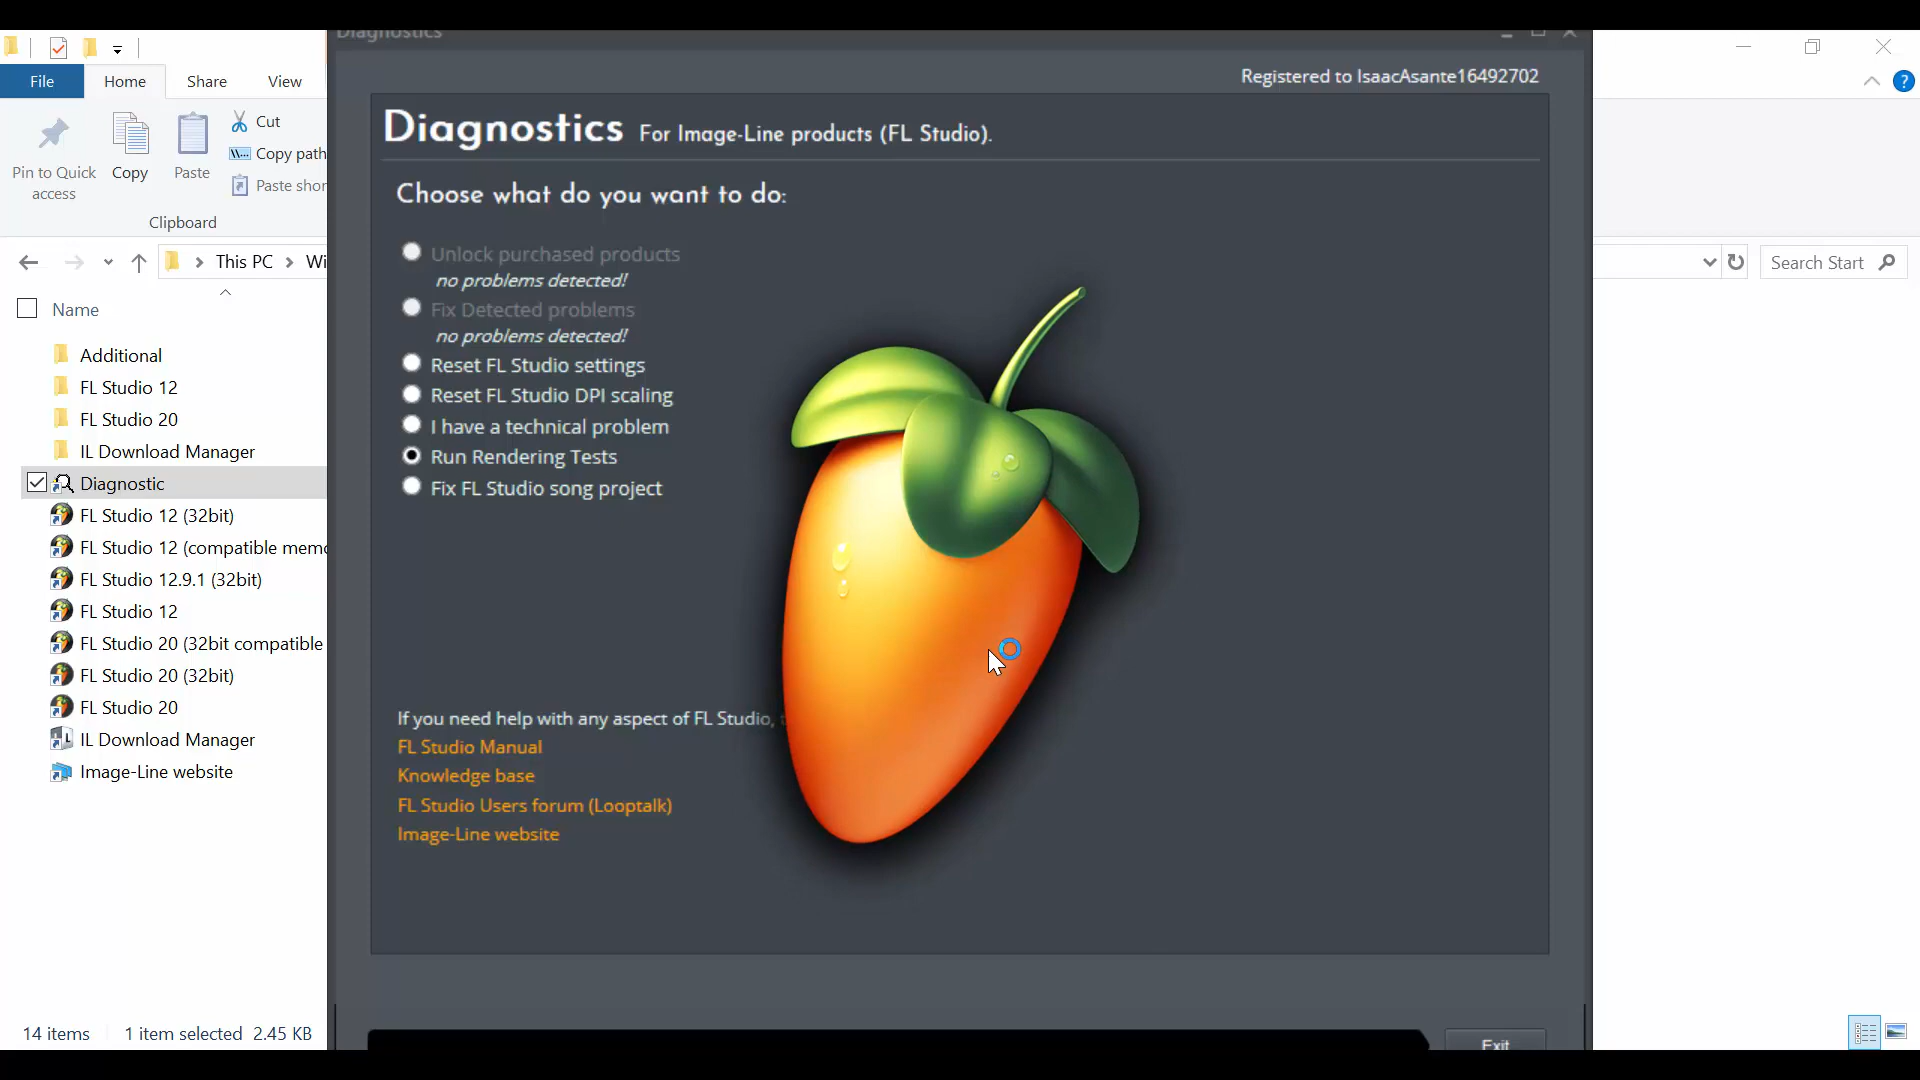 Diagnostics
File
Home
Share
View
Registered to IsaacAsante16492702
Pin to Quick
access
Copy
Paste
Cut
Copy path
Paste shor
Clipboard
This PC
Wi
Search Start
Name
Additional
FL Studio 12
FL Studio 20
IL Download Manager
Diagnostic
FL Studio 12 (32bit)
FL Studio 12 (compatible memo
FL Studio 12.9.1 (32bit)
FL Studio 12
FL Studio 20 (32bit compatible
FL Studio 20 (32bit)
FL Studio 20
IL Download Manager
Image-Line website
14 items
1 item selected 2.45 KB
Diagnostics For Image-Line products (FL Studio).
Choose what do you want to do:
Unlock purchased products
no problems detected!
Fix Detected problems
no problems detected!
Reset FL Studio settings
Reset FL Studio DPI scaling
I have a technical problem
Run Rendering Tests
Fix FL Studio song project
If you need help with any aspect of FL Studio,
FL Studio Manual
Knowledge base
FL Studio Users forum (Looptalk)
Image-Line website
Exit